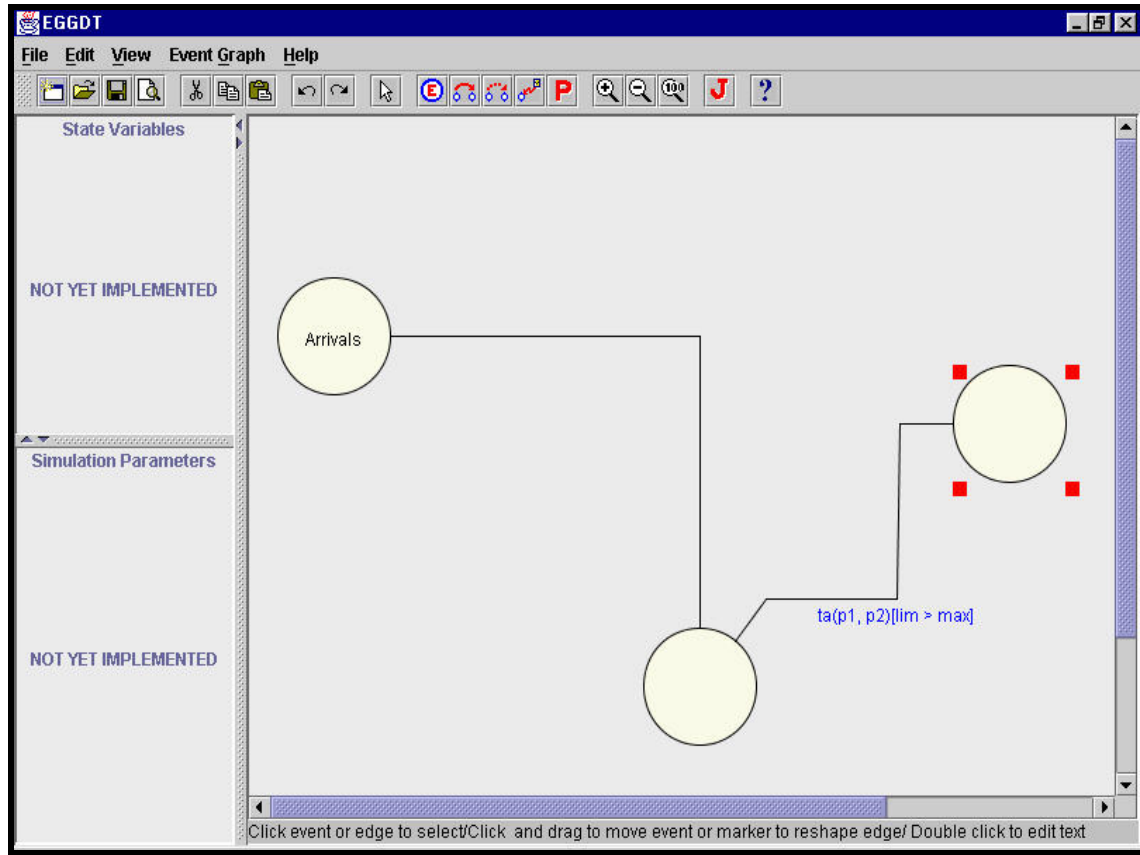 EGGDT
File Edit View Event Graph Help
E P 100 J ?
State Variables
NOT YET IMPLEMENTED
Arrivals
Simulation Parameters
ta(p1, p2)[lim > max]
NOT YET IMPLEMENTED
Click event or edge to select/Click and drag to move event or marker to reshape edge/ Double click to edit text